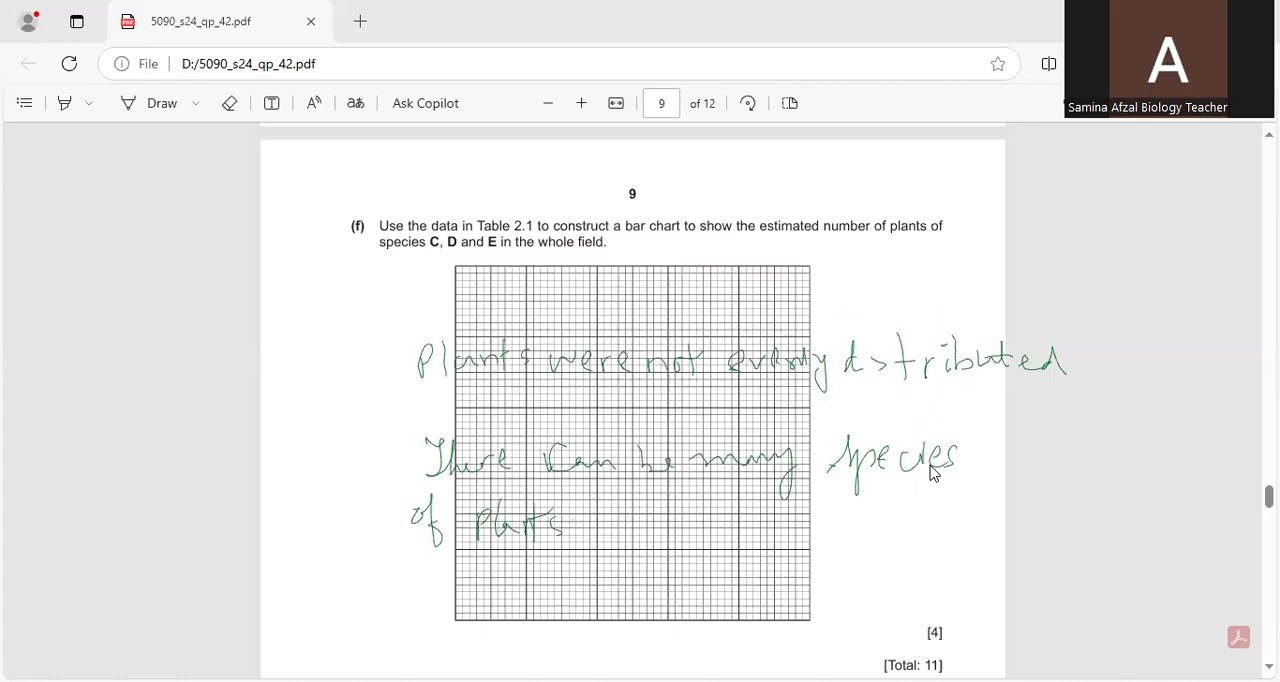 5090_s24_qp_42.pdf
File D:/5090_s24_qp_42.pdf
Draw aあ Ask Copilot 9 of 12
A
Samina Afzal Biology Teacher
9
(f) Use the data in Table 2.1 to construct a bar chart to show the estimated number of plants of
species C, D and E in the whole field.
Plants were not evenly distributed
There can be many species
of plants
[4]
[Total: 11]